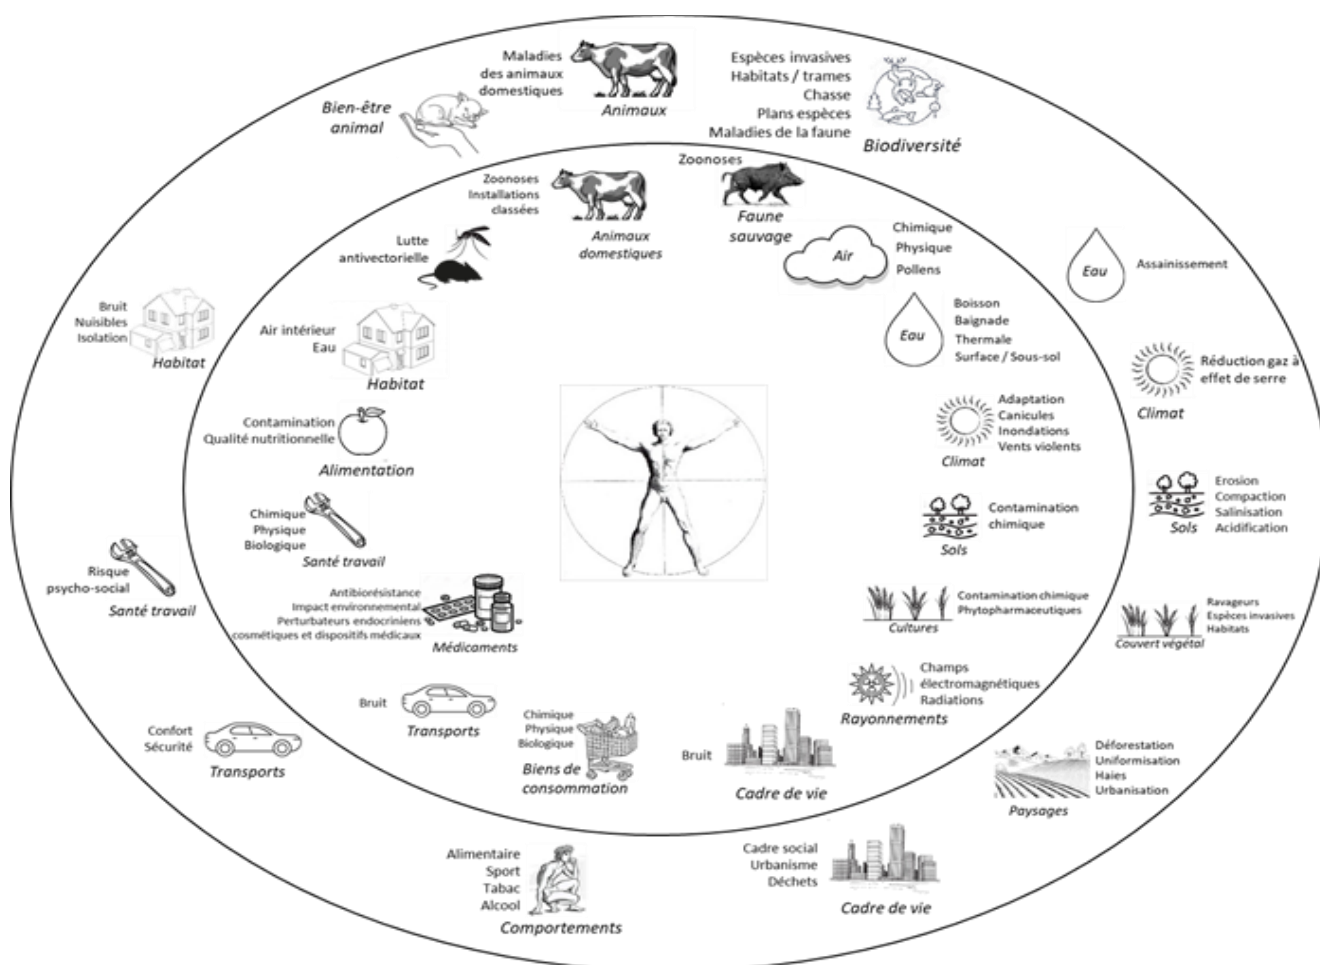 Maladies
des animaux
domestiques
Animaux
Bien-être
animal
Espèces invasives
Habitats / trames
Chasse
Plans espèces
Maladies de la faune
Biodiversité
Zoonoses
Installations
classées
Animaux
domestiques
Zoonoses
Faune
sauvage
Lutte
antivectorielle
Air
Chimique
Physique
Pollens
Eau
Assainissement
Bruit
Nuisibles
Isolation
Habitat
Air intérieur
Eau
Habitat
Eau
Boisson
Baignade
Thermale
Surface / Sous-sol
Climat
Réduction gaz à
effet de serre
Contamination
Qualité nutritionnelle
Alimentation
Climat
Adaptation
Canicules
Inondations
Vents violents
Sols
Erosion
Compaction
Salinisation
Acidification
Chimique
Physique
Biologique
Santé travail
Sols
Contamination
chimique
Risque
psycho-social
Santé travail
Antibiorésistance
Impact environnemental
Perturbateurs endocriniens
cosmétiques et dispositifs médicaux
Médicaments
Cultures
Contamination chimique
Phytopharmaceutiques
Couvert végétal
Ravageurs
Espèces invasives
Habitats
Bruit
Transports
Rayonnements
Champs
électromagnétiques
Radiations
Confort
Sécurité
Transports
Chimique
Physique
Biologique
Biens de
consommation
Bruit
Cadre de vie
Paysages
Déforestation
Uniformisation
Haies
Urbanisation
Alimentaire
Sport
Tabac
Alcool
Comportements
Cadre social
Urbanisme
Déchets
Cadre de vie